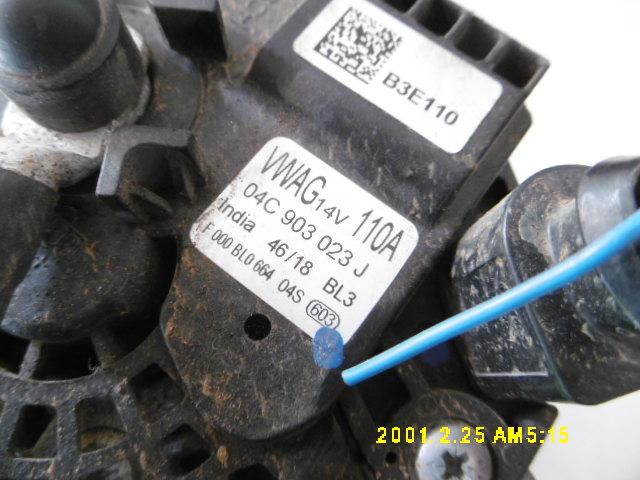 B3E110
VWAG 14V 110A
04C 903 023 J
India 46/18 BL3
F 000 BL0 664 04S 603
2001 2.25 AM5:15